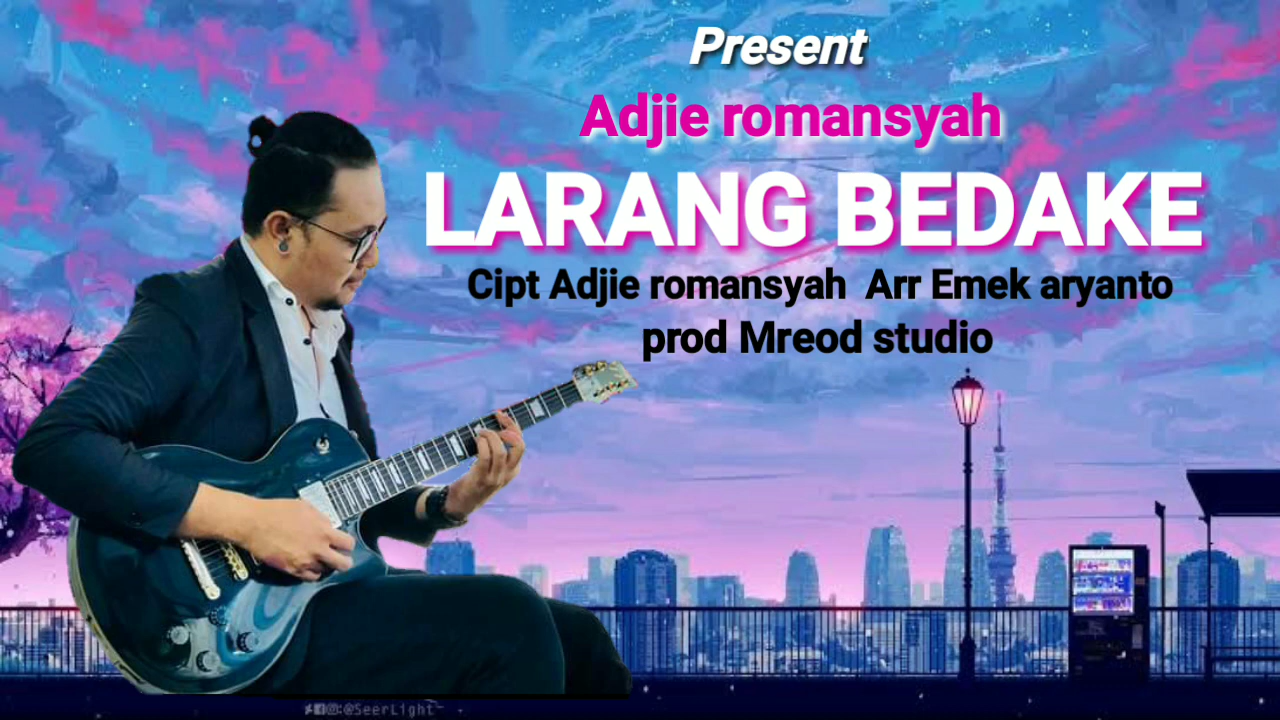 Present
Adjie romansyah
LARANG BEDAKE
Cipt Adjie romansyah Arr Emek aryanto
prod Mreod studio
@SeerLight